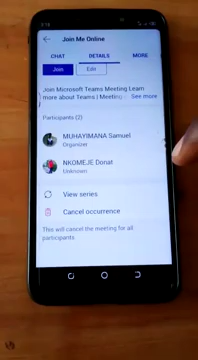 Join Me Online
CHAT DETAILS MORE
Join Edit
Join Microsoft Teams Meeting Learn
more about Teams | Meeting See more
Participants (2)
MUHAYIMANA Samuel
Organizer
NKOMEJE Donat
Unknown
View series
Cancel occurrence
This will cancel the meeting for all
participants